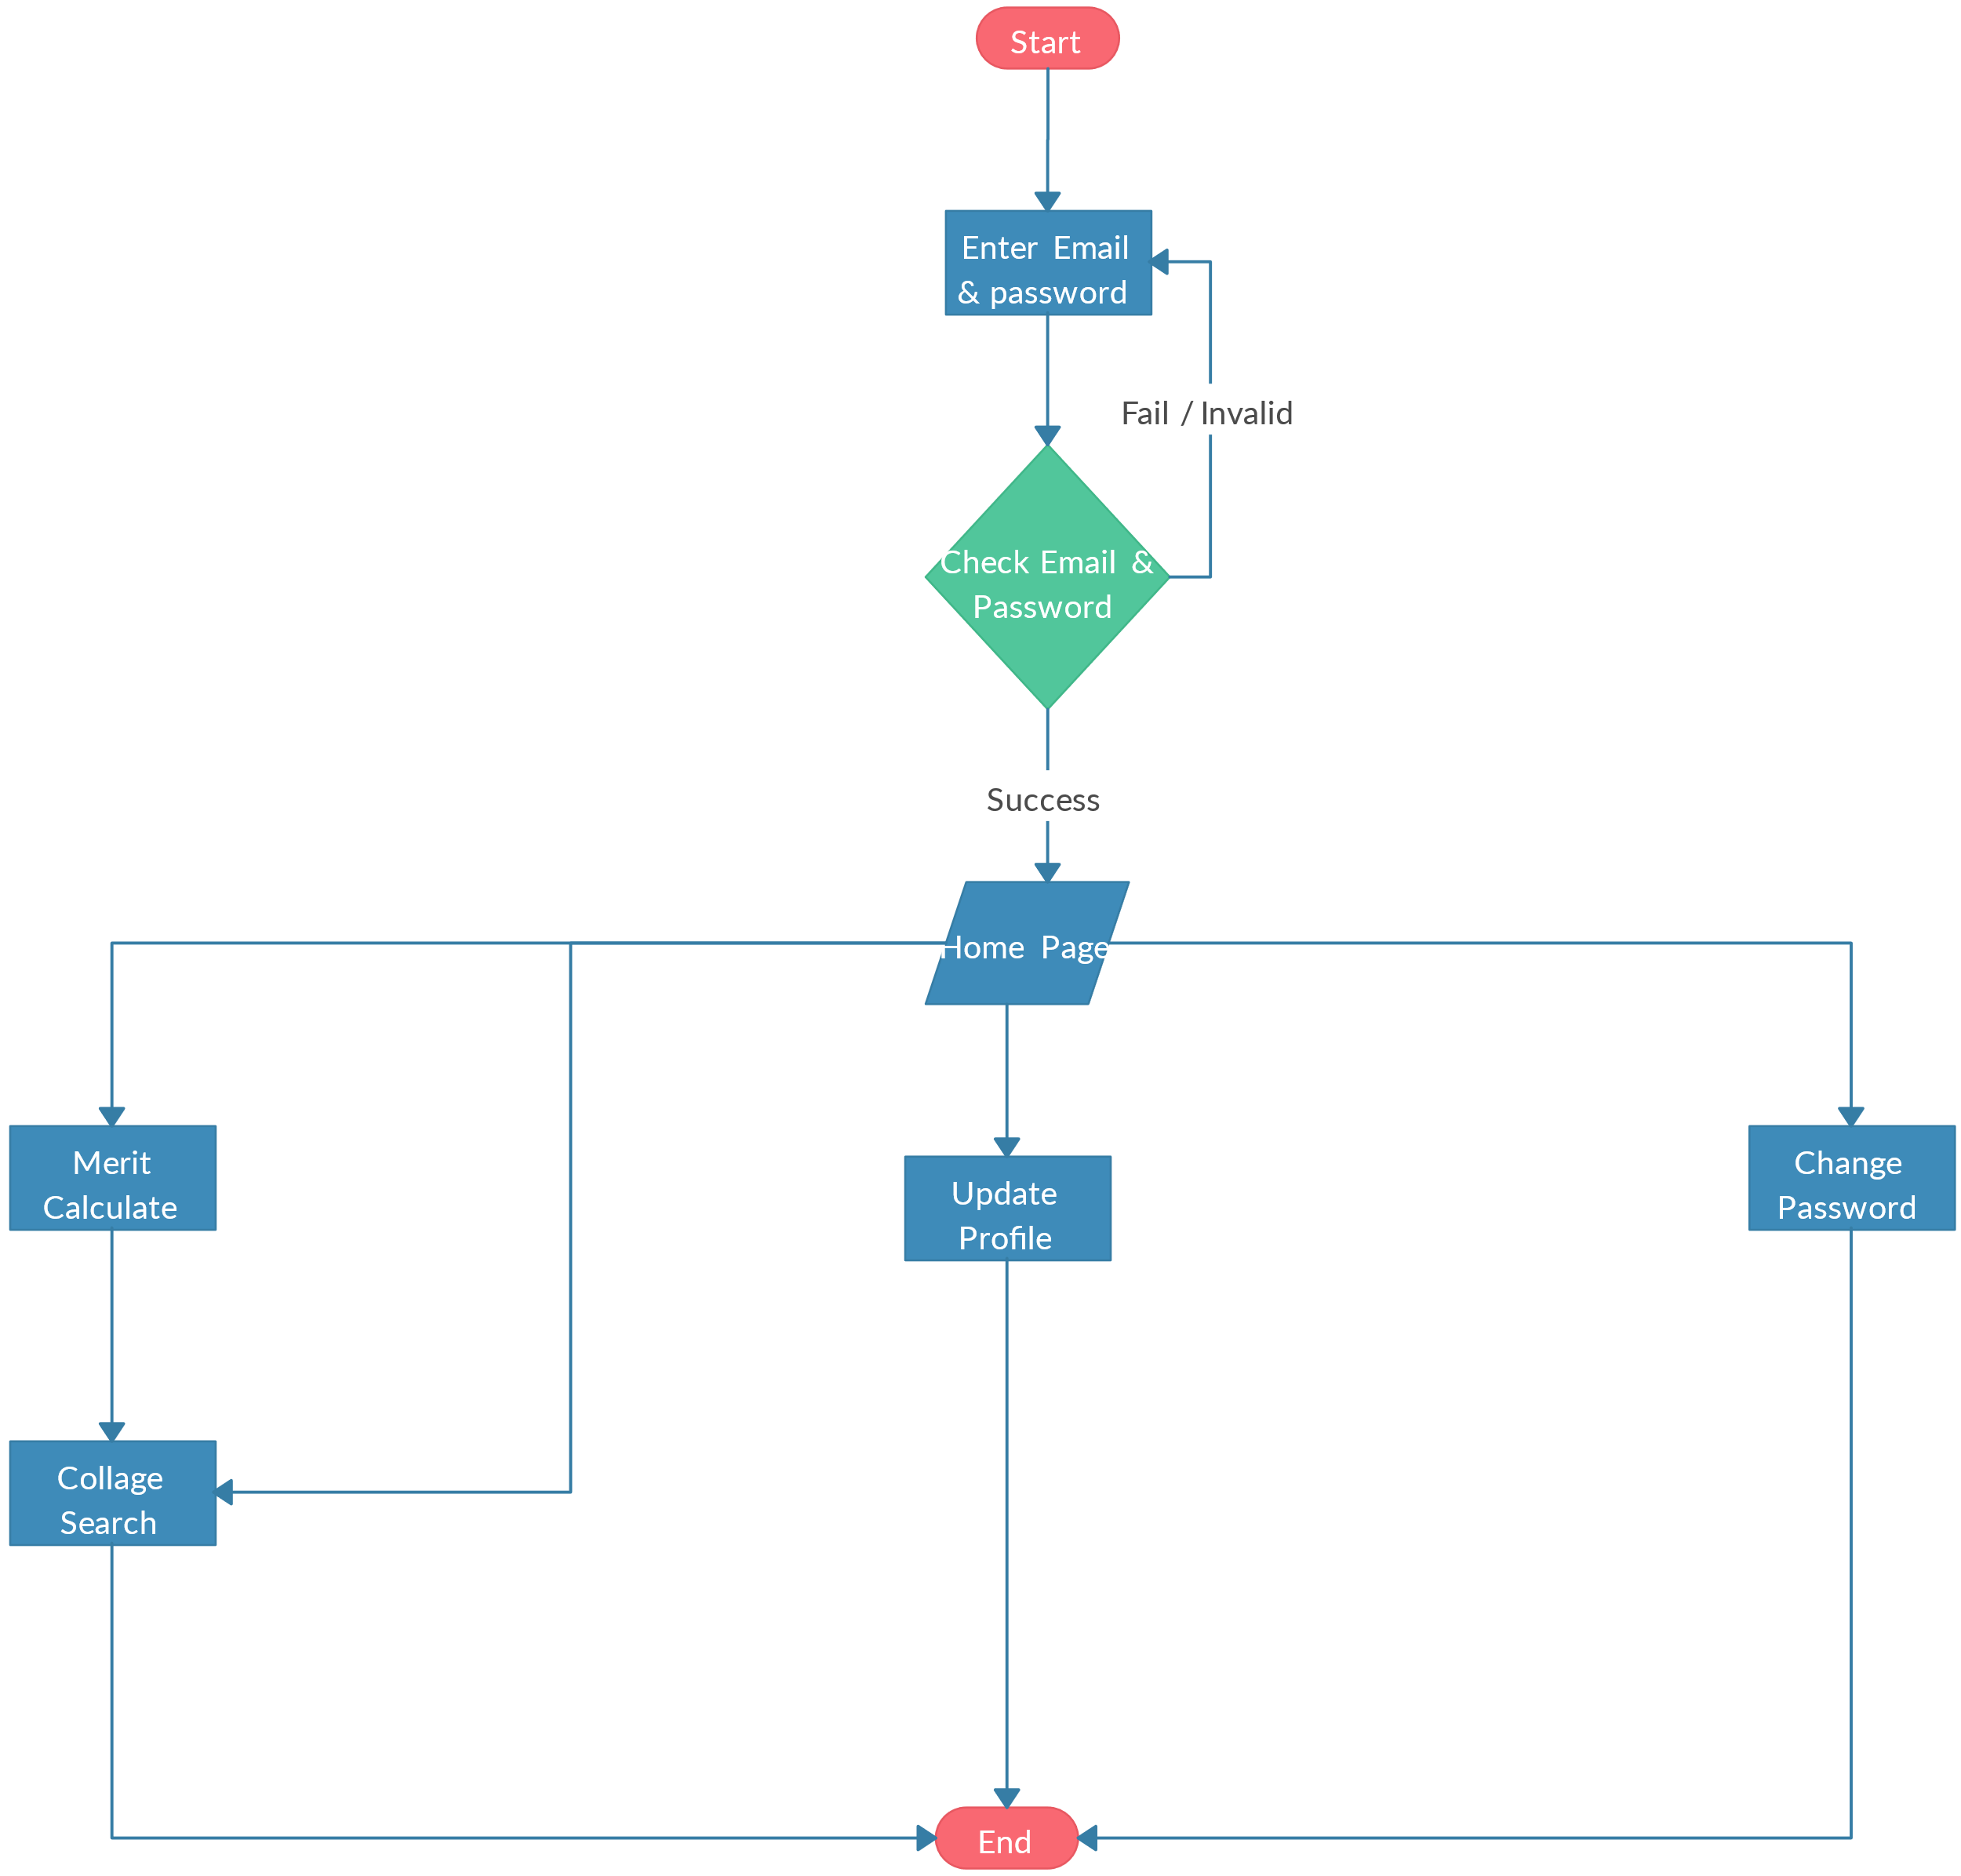 Start
Enter Email
& password
Fail / Invalid
Check Email &
Password
Success
Home Page
Merit
Calculate
Update
Profile
Change
Password
Collage
Search
End